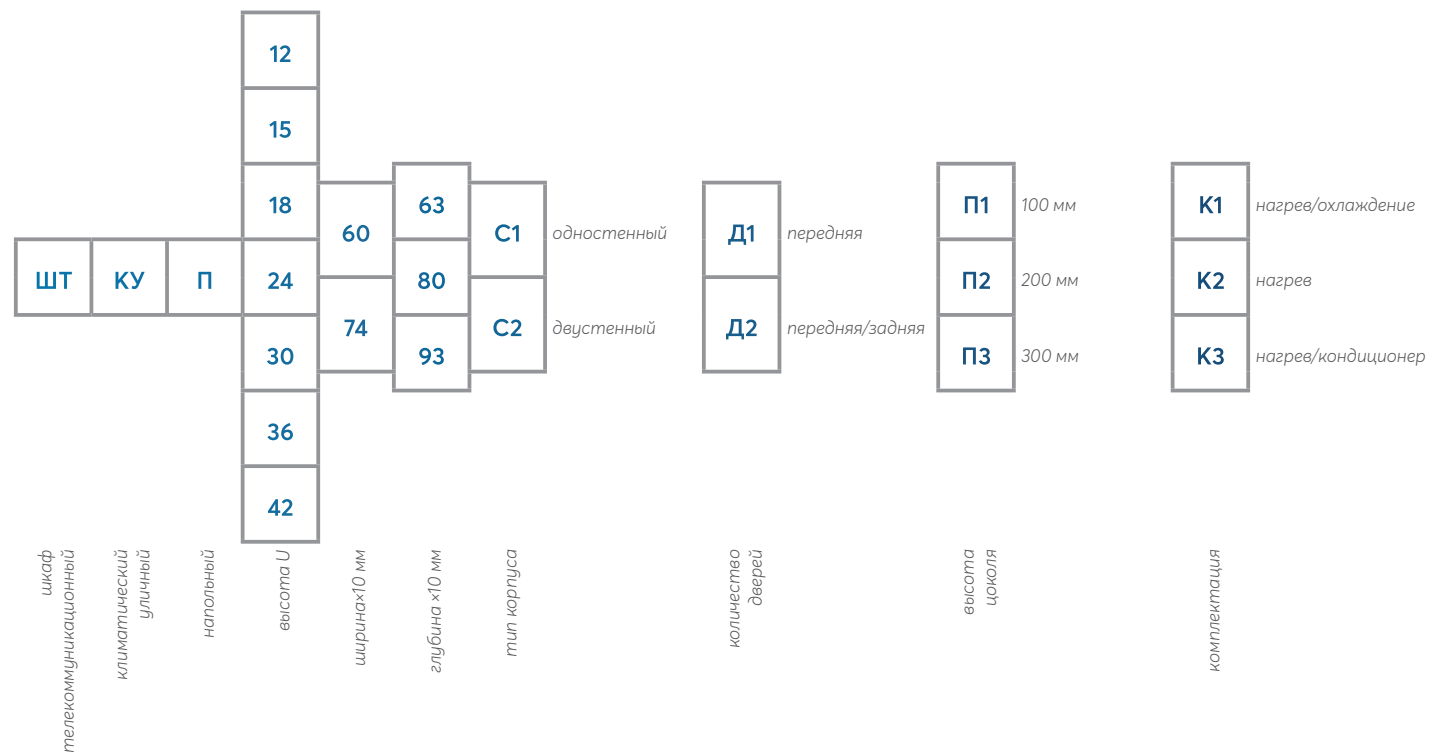 12
15
18
ШТ
КУ
П
24
30
36
42
60
74
63
80
93
С1 одностенный
С2 двустенный
Д1 передняя
Д2 передняя/задняя
П1 100 мм
П2 200 мм
П3 300 мм
К1 нагрев/охлаждение
К2 нагрев
К3 нагрев/кондиционер
шкаф
телекоммуникационный
климатический
уличный
напольный
высота U
ширина×10 мм
глубина ×10 мм
тип корпуса
количество
дверей
высота
цоколя
комплектация